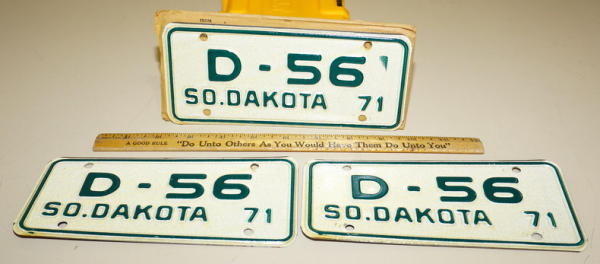 D-56
SO.DAKOTA 71
A GOOD RULE "Do Unto Others As You Would Have Them Do Unto You"
D-56
SO.DAKOTA 71
D-56
SO.DAKOTA 71